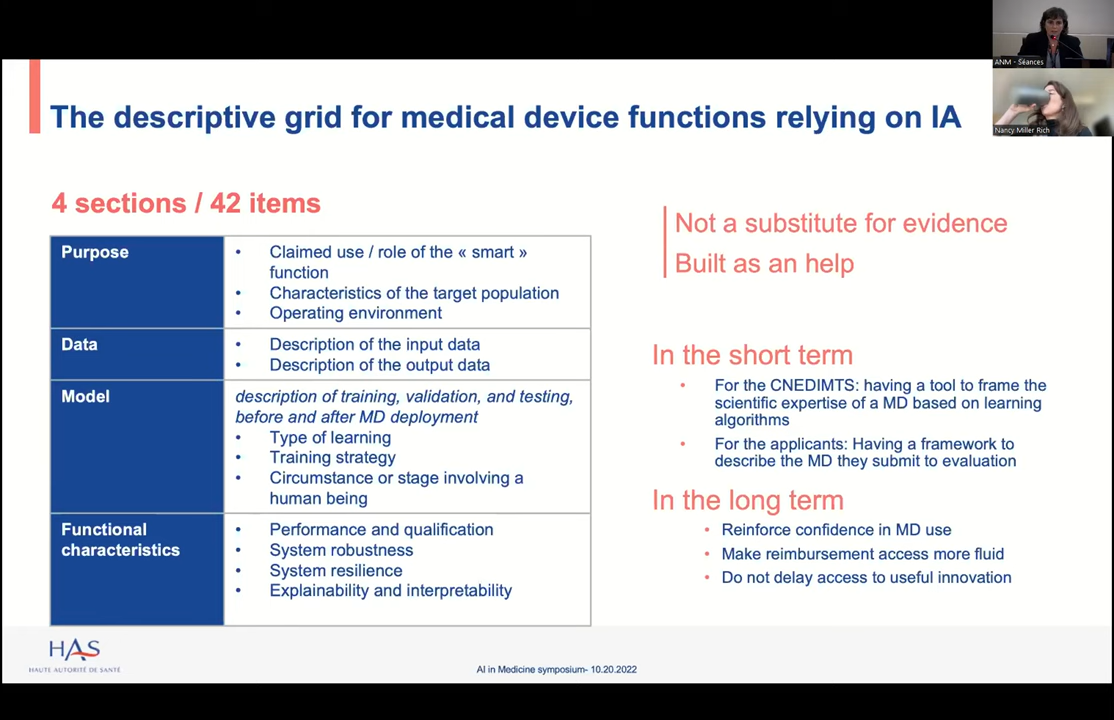 The descriptive grid for medical device functions relying on IA
ANM - Séances
Nancy Miller Rich
4 sections / 42 items
Purpose
• Claimed use / role of the « smart »
function
• Characteristics of the target population
• Operating environment
Data
• Description of the input data
• Description of the output data
Model
description of training, validation, and testing,
before and after MD deployment
• Type of learning
• Training strategy
• Circumstance or stage involving a
human being
Functional
characteristics
• Performance and qualification
• System robustness
• System resilience
• Explainability and interpretability
Not a substitute for evidence
Built as an help
In the short term
• For the CNEDIMTS: having a tool to frame the
scientific expertise of a MD based on learning
algorithms
• For the applicants: Having a framework to
describe the MD they submit to evaluation
In the long term
• Reinforce confidence in MD use
• Make reimbursement access more fluid
• Do not delay access to useful innovation
HAS
HAUTE AUTORITÉ DE SANTÉ
AI in Medicine symposium- 10.20.2022